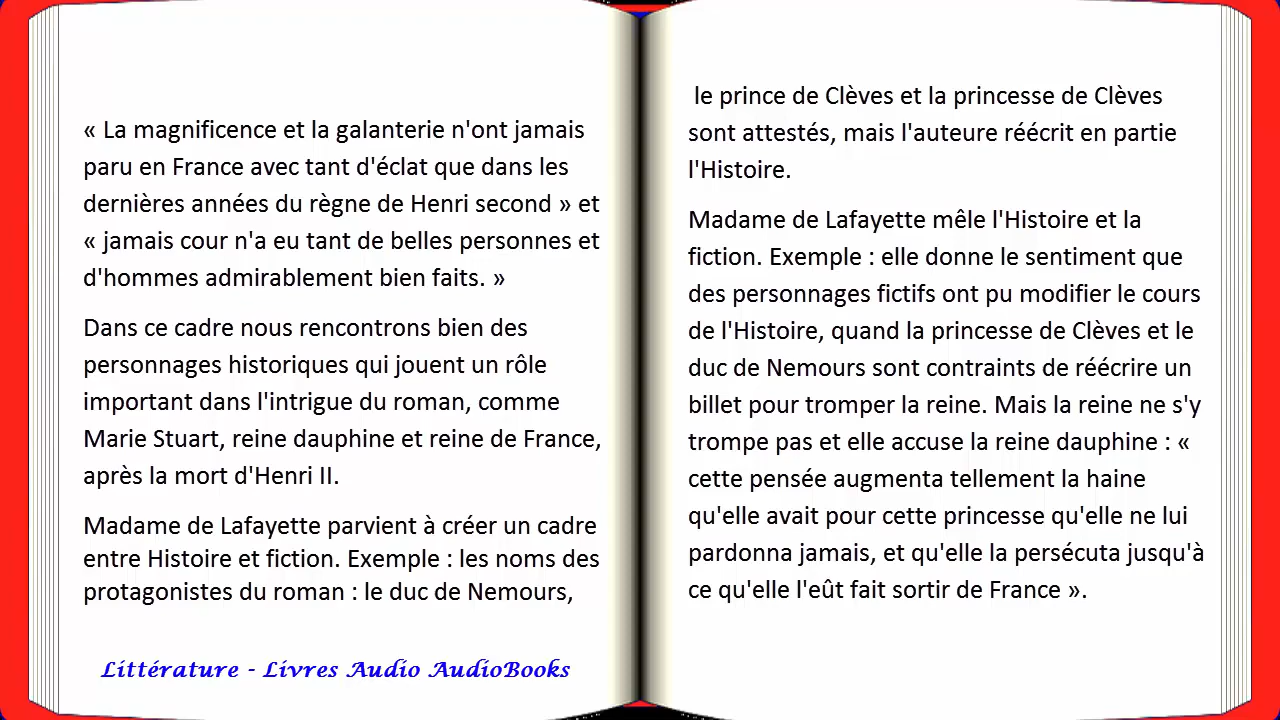 « La magnificence et la galanterie n'ont jamais
paru en France avec tant d'éclat que dans les
dernières années du règne de Henri second » et
« jamais cour n'a eu tant de belles personnes et
d'hommes admirablement bien faits. »
Dans ce cadre nous rencontrons bien des
personnages historiques qui jouent un rôle
important dans l'intrigue du roman, comme
Marie Stuart, reine dauphine et reine de France,
après la mort d'Henri II.
Madame de Lafayette parvient à créer un cadre
entre Histoire et fiction. Exemple : les noms des
protagonistes du roman : le duc de Nemours,
Littérature - Livres Audio AudioBooks
le prince de Clèves et la princesse de Clèves
sont attestés, mais l'auteure réécrit en partie
l'Histoire.
Madame de Lafayette mêle l'Histoire et la
fiction. Exemple : elle donne le sentiment que
des personnages fictifs ont pu modifier le cours
de l'Histoire, quand la princesse de Clèves et le
duc de Nemours sont contraints de réécrire un
billet pour tromper la reine. Mais la reine ne s'y
trompe pas et elle accuse la reine dauphine : «
cette pensée augmenta tellement la haine
qu'elle avait pour cette princesse qu'elle ne lui
pardonna jamais, et qu'elle la persécuta jusqu'à
ce qu'elle l'eût fait sortir de France ».